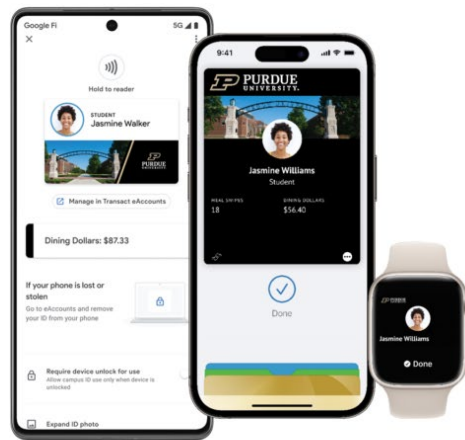 Google Fi
5G
Hold to reader
STUDENT
Jasmine Walker
P
PURDUE
UNIVERSITY
Manage in Transact eAccounts
Dining Dollars: $87.33
If your phone is lost or
stolen
Go to eAccounts and remove
your ID from your phone
Require device unlock for use
Allow campus ID use only when device is
unlocked
Expand ID photo
9:41
P PURDUE
UNIVERSITY.
Jasmine Williams
Student
MEAL SWIPES
DINING DOLLARS
18
$56.40
Done
PURDUE
Jasmine Williams
Done